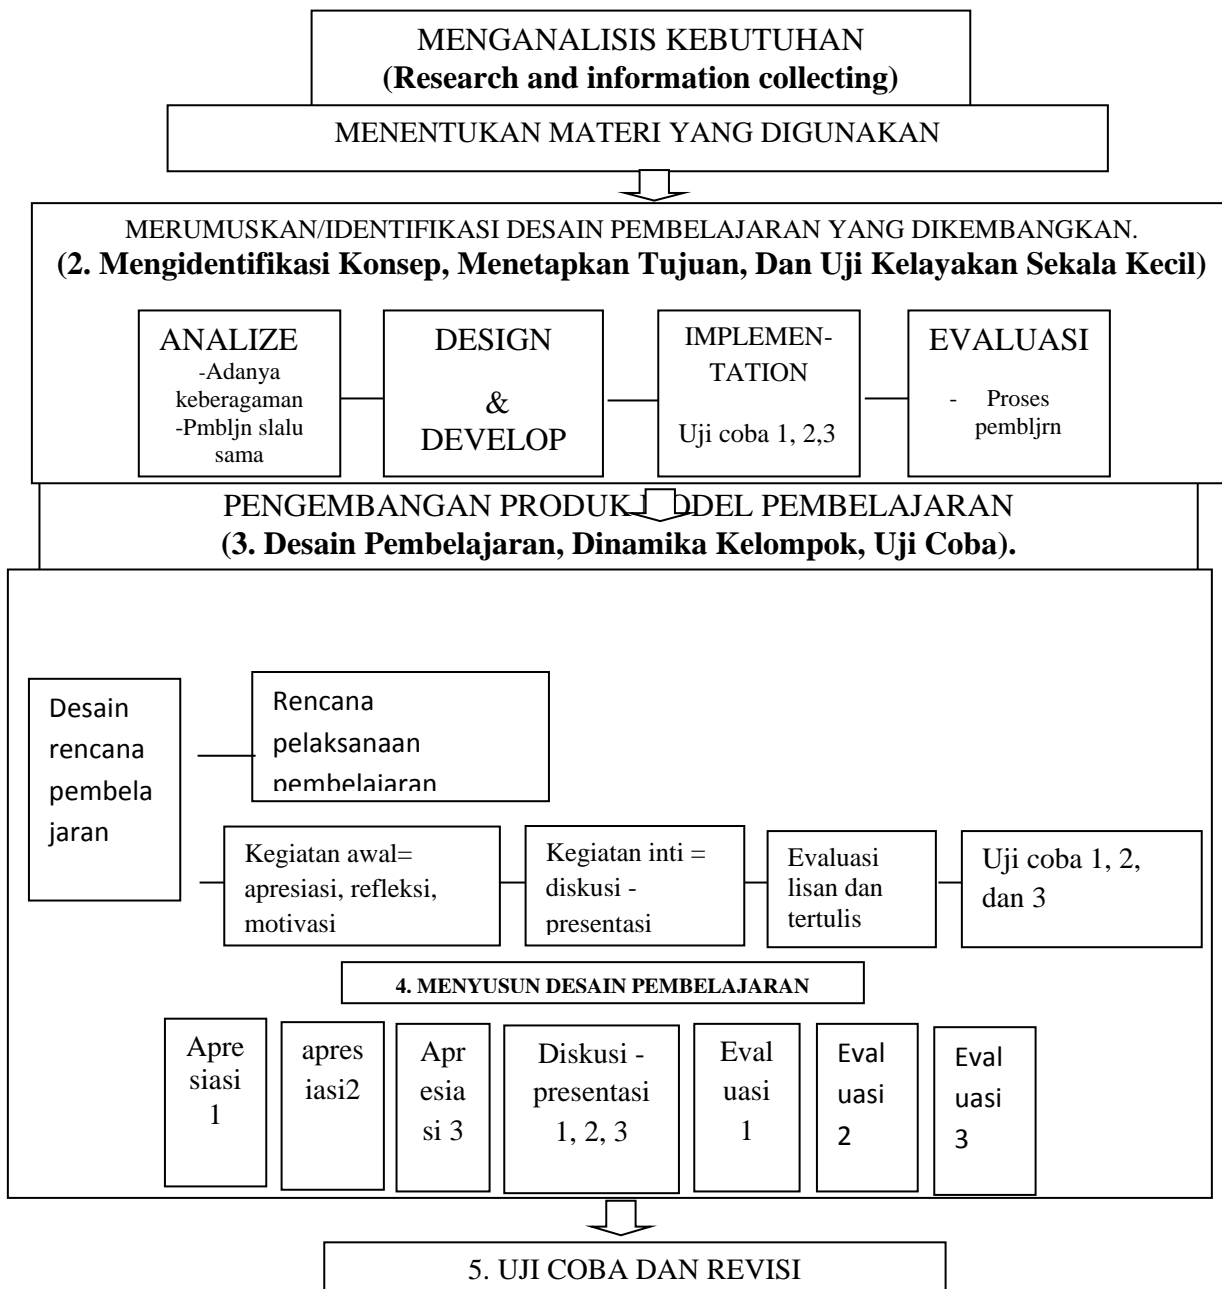 MENGANALISIS KEBUTUHAN
(Research and information collecting)
MENENTUKAN MATERI YANG DIGUNAKAN
MERUMUSKAN/IDENTIFIKASI DESAIN PEMBELAJARAN YANG DIKEMBANGKAN.
(2. Mengidentifikasi Konsep, Menetapkan Tujuan, Dan Uji Kelayakan Sekala Kecil)
ANALIZE
-Adanya
keberagaman
-Pmbljn slalu
sama
DESIGN
&
DEVELOP
IMPLEMEN-
TATION
Uji coba 1, 2,3
EVALUASI
- Proses
pembljrn
PENGEMBANGAN PRODUK MODEL PEMBELAJARAN
(3. Desain Pembelajaran, Dinamika Kelompok, Uji Coba).
Desain
rencana
pembela
jaran
Rencana
pelaksanaan
pembelajaran
Kegiatan awal=
apresiasi, refleksi,
motivasi
Kegiatan inti =
diskusi -
presentasi
Evaluasi
lisan dan
tertulis
Uji coba 1, 2,
dan 3
4. MENYUSUN DESAIN PEMBELAJARAN
Apre
siasi
1
apres
iasi2
Apr
esia
si 3
Diskusi -
presentasi
1, 2, 3
Eval
uasi
1
Eval
uasi
2
Eval
uasi
3
5. UJI COBA DAN REVISI